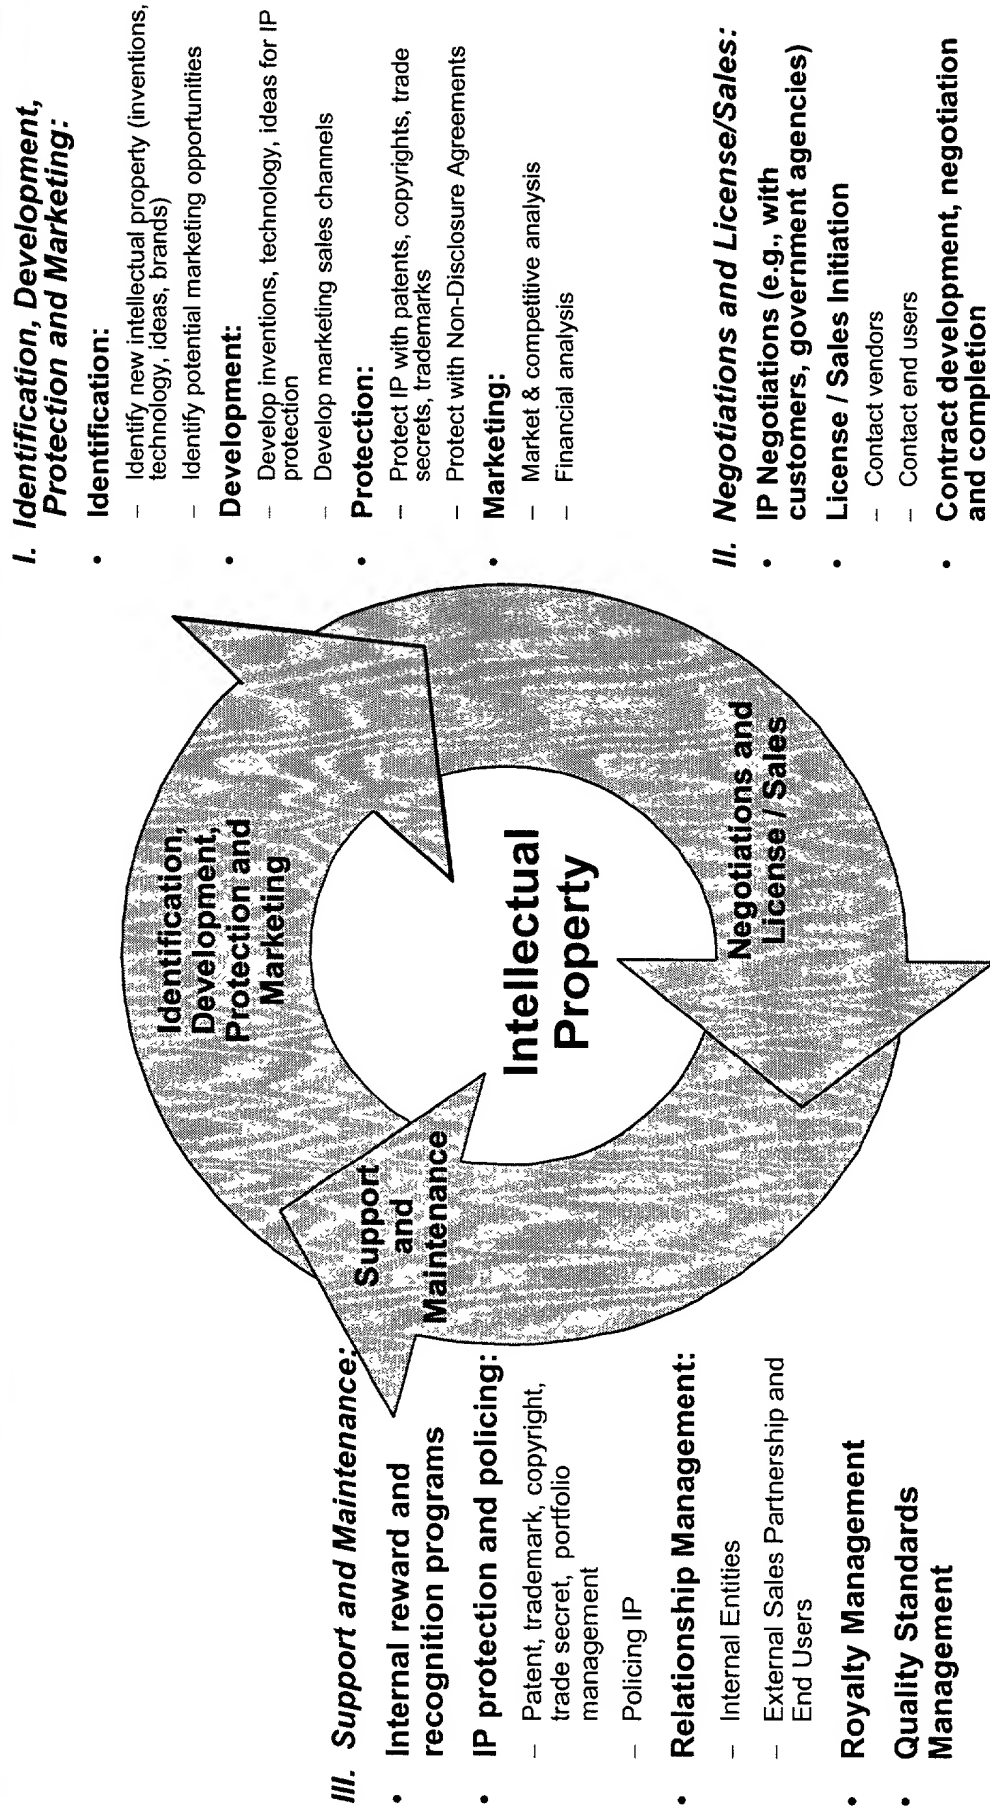 I. Identification, Development,
Protection and Marketing:
• Identification:
– Identify new intellectual property (inventions,
technology, ideas, brands)
– Identify potential marketing opportunities
• Development:
– Develop inventions, technology, ideas for IP
protection
– Develop marketing sales channels
• Protection:
– Protect IP with patents, copyrights, trade
secrets, trademarks
– Protect with Non-Disclosure Agreements
• Marketing:
– Market & competitive analysis
– Financial analysis
II. Negotiations and License/Sales:
• IP Negotiations (e.g., with
customers, government agencies)
• License / Sales Initiation
– Contact vendors
– Contact end users
• Contract development, negotiation
and completion
Identification,
Development,
Protection and
Marketing
Intellectual
Property
Negotiations and
License / Sales
Support
and
Maintenance
III. Support and Maintenance:
• Internal reward and
recognition programs
• IP protection and policing:
– Patent, trademark, copyright,
trade secret, portfolio
management
– Policing IP
• Relationship Management:
– Internal Entities
– External Sales Partnership and
End Users
• Royalty Management
• Quality Standards
Management